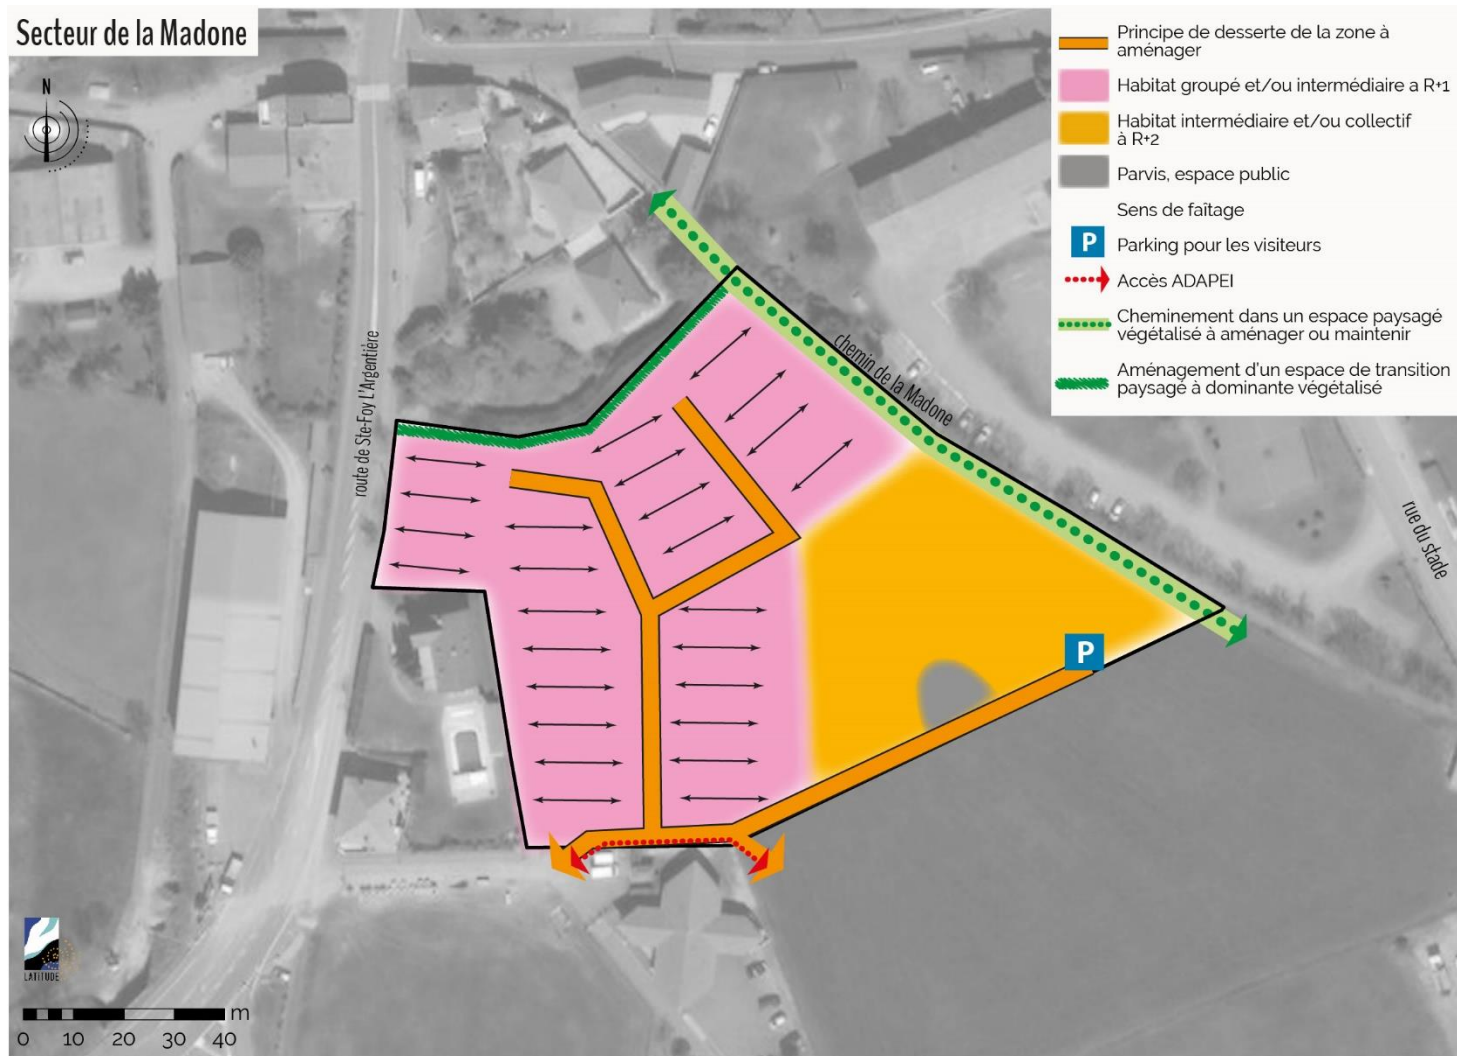 Secteur de la Madone
N
Principe de desserte de la zone à
aménager
Habitat groupé et/ou intermédiaire a R+1
Habitat intermédiaire et/ou collectif
à R+2
Parvis, espace public
Sens de faîtage
P
Parking pour les visiteurs
Accès ADAPEI
Cheminement dans un espace paysagé
végétalisé à aménager ou maintenir
Aménagement d'un espace de transition
paysagé à dominante végétalisé
route de Ste-Foy L'Argentière
chemin de la Madone
rue du stade
P
LATITUDE
m
0 10 20 30 40